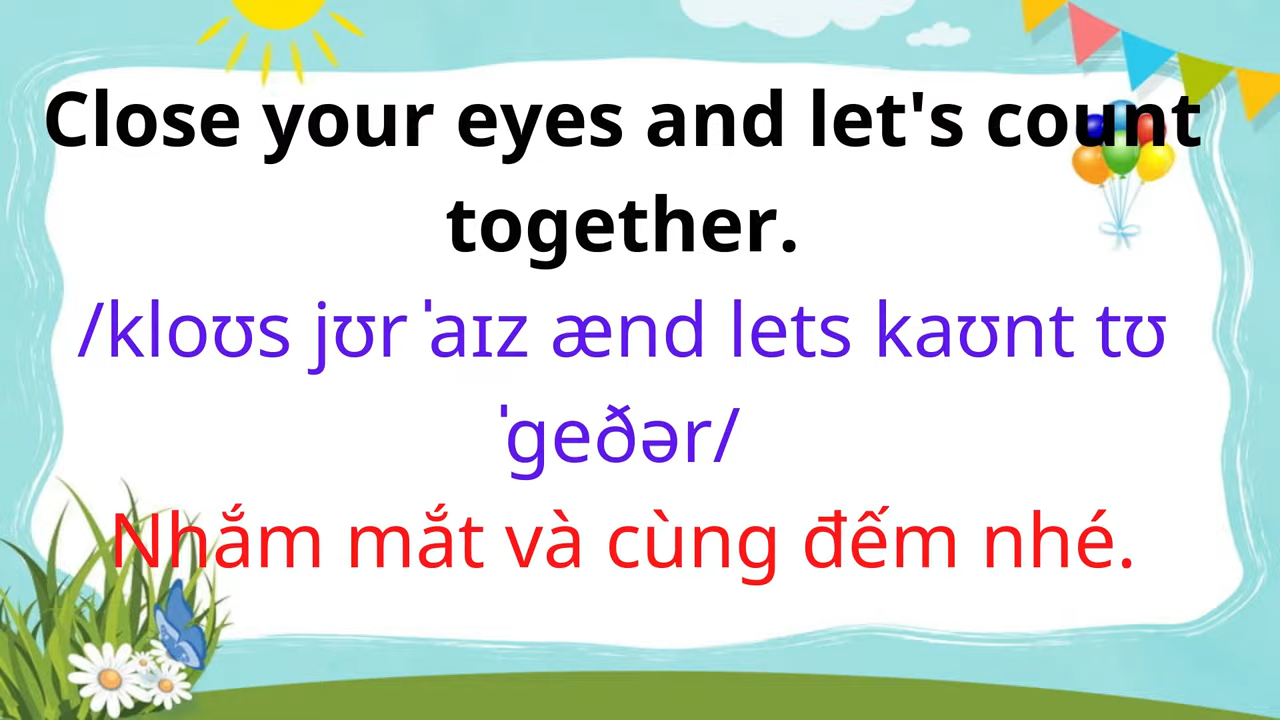 Close your eyes and let's count
together.
/kloʊs jʊr ˈaɪz ænd lets kaʊnt tʊ
ˈɡeðər/
Nhắm mắt và cùng đếm nhé.